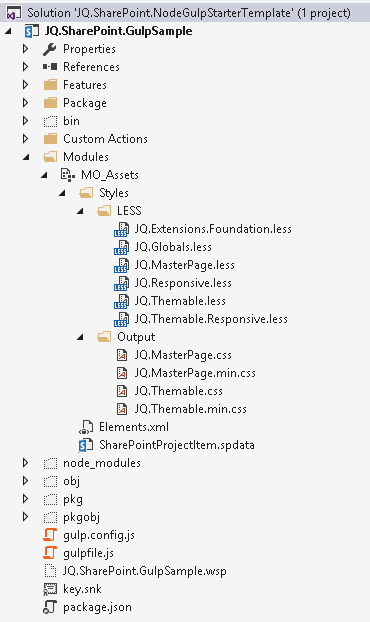 Solution 'JQ.SharePoint.NodeGulpStarterTemplate' (1 project)
JQ.SharePoint.GulpSample
Properties
References
Features
Package
bin
Custom Actions
Modules
MO_Assets
Styles
LESS
JQ.Extensions.Foundation.less
JQ.Globals.less
JQ.MasterPage.less
JQ.Responsive.less
JQ.Themable.less
JQ.Themable.Responsive.less
Output
JQ.MasterPage.css
JQ.MasterPage.min.css
JQ.Themable.css
JQ.Themable.min.css
Elements.xml
SharePointProjectItem.spdata
node_modules
obj
pkg
pkgobj
gulp.config.js
gulpfile.js
JQ.SharePoint.GulpSample.wsp
key.snk
package.json